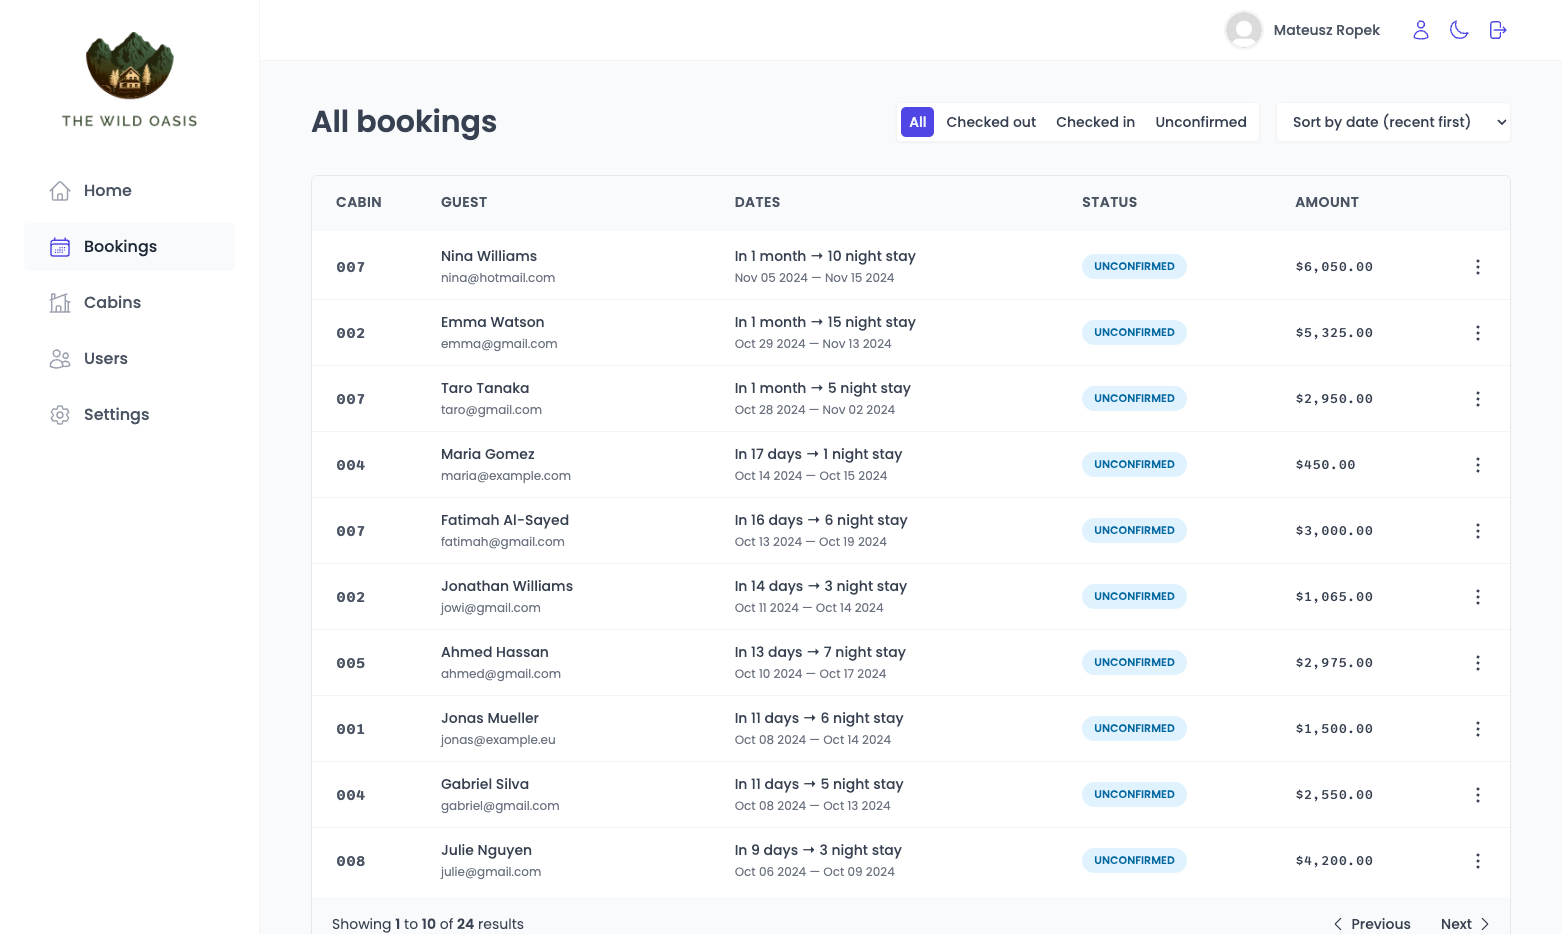 Mateusz Ropek
THE WILD OASIS
Home
Bookings
Cabins
Users
Settings
All bookings
All Checked out Checked in Unconfirmed
Sort by date (recent first)
CABIN GUEST DATES STATUS AMOUNT
007 Nina Williams In 1 month → 10 night stay UNCONFIRMED $6,050.00
nina@hotmail.com Nov 05 2024 — Nov 15 2024
002 Emma Watson In 1 month → 15 night stay UNCONFIRMED $5,325.00
emma@gmail.com Oct 29 2024 — Nov 13 2024
007 Taro Tanaka In 1 month → 5 night stay UNCONFIRMED $2,950.00
taro@gmail.com Oct 28 2024 — Nov 02 2024
004 Maria Gomez In 17 days → 1 night stay UNCONFIRMED $450.00
maria@example.com Oct 14 2024 — Oct 15 2024
007 Fatimah Al-Sayed In 16 days → 6 night stay UNCONFIRMED $3,000.00
fatimah@gmail.com Oct 13 2024 — Oct 19 2024
002 Jonathan Williams In 14 days → 3 night stay UNCONFIRMED $1,065.00
jowi@gmail.com Oct 11 2024 — Oct 14 2024
005 Ahmed Hassan In 13 days → 7 night stay UNCONFIRMED $2,975.00
ahmed@gmail.com Oct 10 2024 — Oct 17 2024
001 Jonas Mueller In 11 days → 6 night stay UNCONFIRMED $1,500.00
jonas@example.eu Oct 08 2024 — Oct 14 2024
004 Gabriel Silva In 11 days → 5 night stay UNCONFIRMED $2,550.00
gabriel@gmail.com Oct 08 2024 — Oct 13 2024
008 Julie Nguyen In 9 days → 3 night stay UNCONFIRMED $4,200.00
julie@gmail.com Oct 06 2024 — Oct 09 2024
Showing 1 to 10 of 24 results
Previous Next